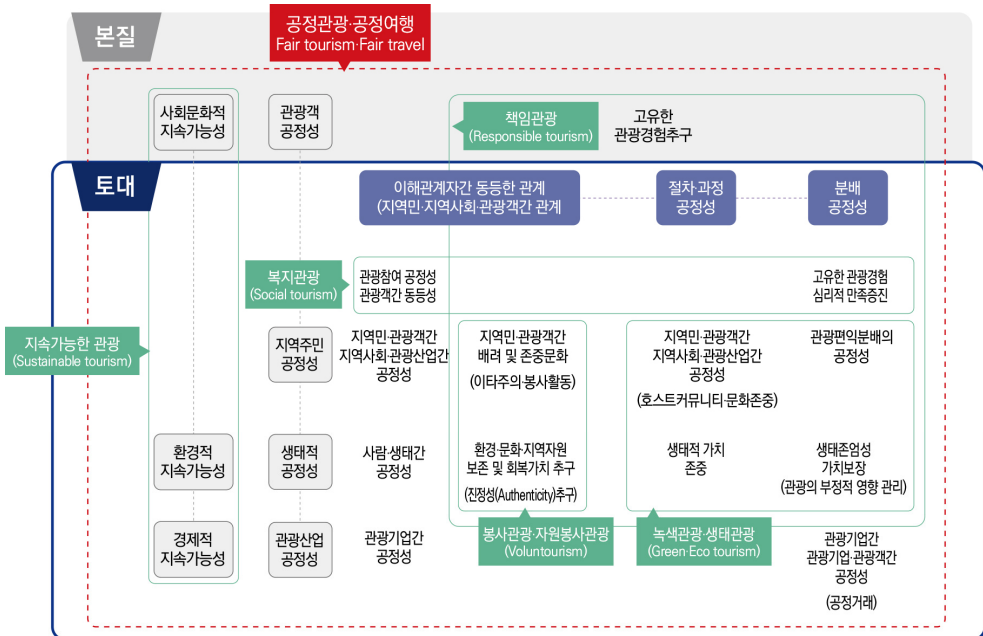 본질
공정관광·공정여행
Fair tourism·Fair travel
사회문화적
지속가능성
관광객
공정성
책임관광
(Responsible tourism)
고유한
관광경험추구
토대
이해관계자간 동등한 관계
(지역민·지역사회·관광객간 관계
절차·과정
공정성
분배
공정성
복지관광
(Social tourism)
관광참여 공정성
관광객간 동등성
고유한 관광경험
심리적 만족증진
지속가능한 관광
(Sustainable tourism)
지역주민
공정성
지역민·관광객간
지역사회·관광산업간
공정성
지역민·관광객간
배려 및 존중문화
(이타주의·봉사활동)
지역민·관광객간
지역사회·관광산업간
공정성
(호스트커뮤니티·문화존중)
관광편익분배의
공정성
환경적
지속가능성
생태적
공정성
사람·생태간
공정성
환경·문화·지역자원
보존 및 회복가치 추구
(진정성(Authenticity)추구)
생태적 가치
존중
생태존엄성
가치보장
(관광의 부정적 영향 관리)
경제적
지속가능성
관광산업
공정성
관광기업간
공정성
봉사관광·자원봉사관광
(Voluntourism)
녹색관광·생태관광
(Green·Eco tourism)
관광기업간
관광기업·관광객간
공정성
(공정거래)